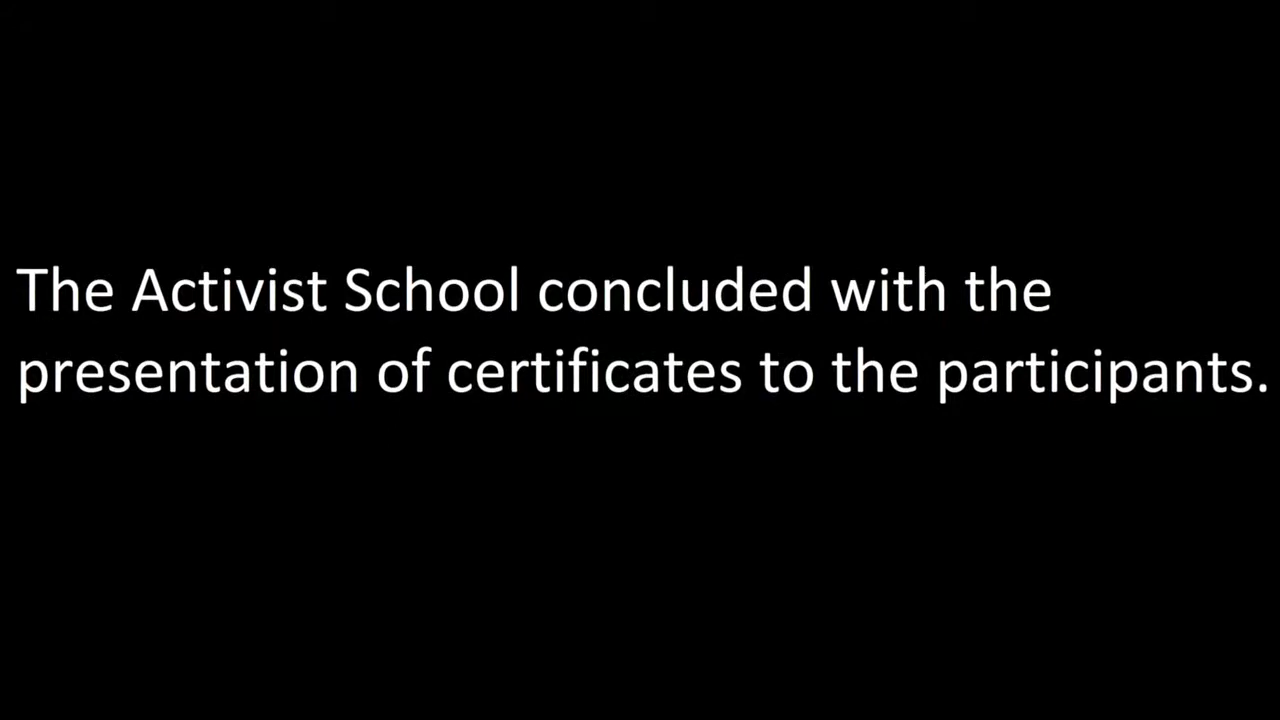 The Activist School concluded with the
presentation of certificates to the participants.